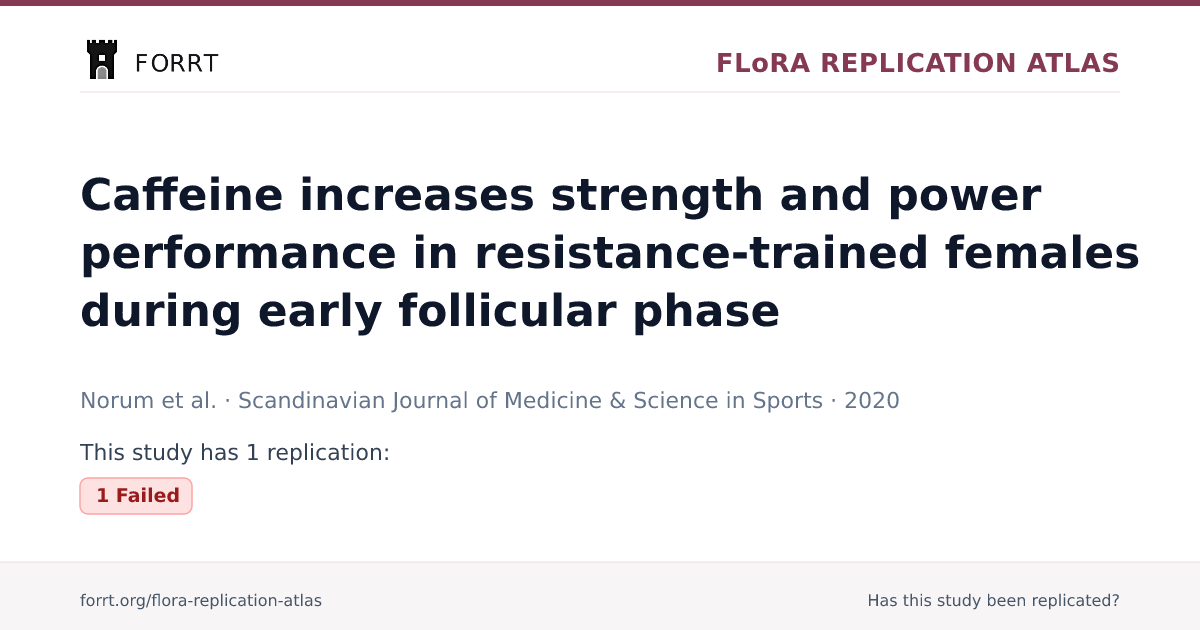 FORRT
FLoRA REPLICATION ATLAS
Caffeine increases strength and power
performance in resistance-trained females
during early follicular phase
Norum et al. · Scandinavian Journal of Medicine & Science in Sports · 2020
This study has 1 replication:
1 Failed
forrt.org/flora-replication-atlas
Has this study been replicated?